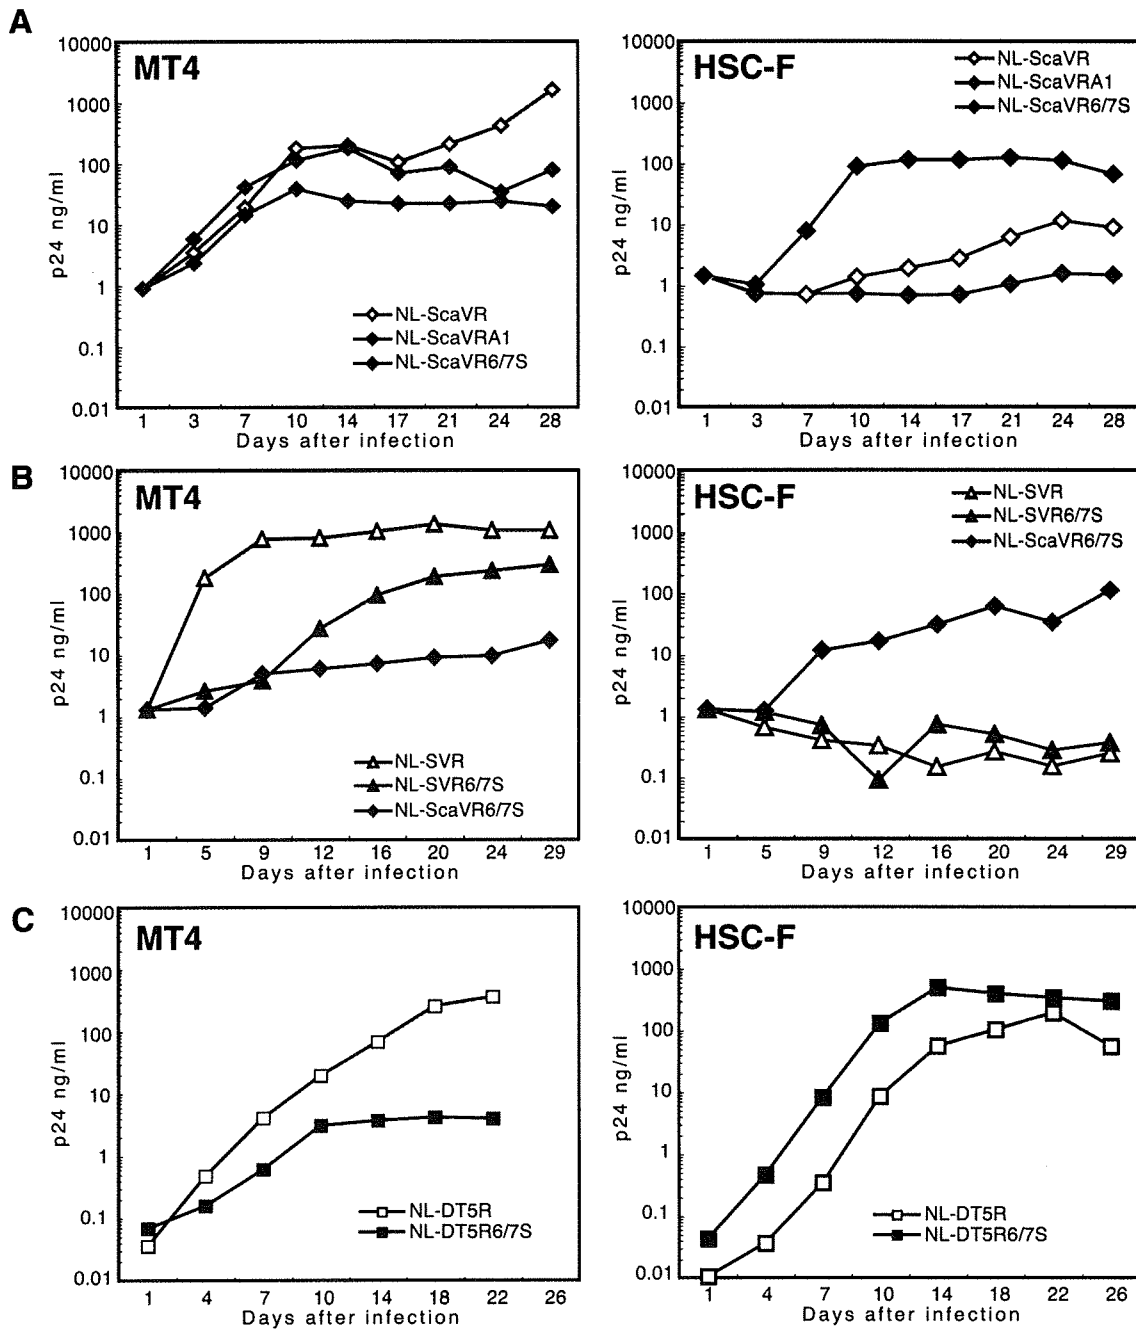 A
MT4
10000
1000
100
10
1
0.1
0.01
p24 ng/ml
NL-ScaVR
NL-ScaVRA1
NL-ScaVR6/7S
1 3 7 10 14 17 21 24 28
Days after infection
HSC-F
10000
1000
100
10
1
0.1
0.01
p24 ng/ml
NL-ScaVR
NL-ScaVRA1
NL-ScaVR6/7S
1 3 7 10 14 17 21 24 28
Days after infection
B
MT4
10000
1000
100
10
1
0.1
0.01
p24 ng/ml
NL-SVR
NL-SVR6/7S
NL-ScaVR6/7S
1 5 9 12 16 20 24 29
Days after infection
HSC-F
10000
1000
100
10
1
0.1
0.01
p24 ng/ml
NL-SVR
NL-SVR6/7S
NL-ScaVR6/7S
1 5 9 12 16 20 24 29
Days after infection
C
MT4
10000
1000
100
10
1
0.1
0.01
p24 ng/ml
NL-DT5R
NL-DT5R6/7S
1 4 7 10 14 18 22 26
Days after infection
HSC-F
10000
1000
100
10
1
0.1
0.01
p24 ng/ml
NL-DT5R
NL-DT5R6/7S
1 4 7 10 14 18 22 26
Days after infection